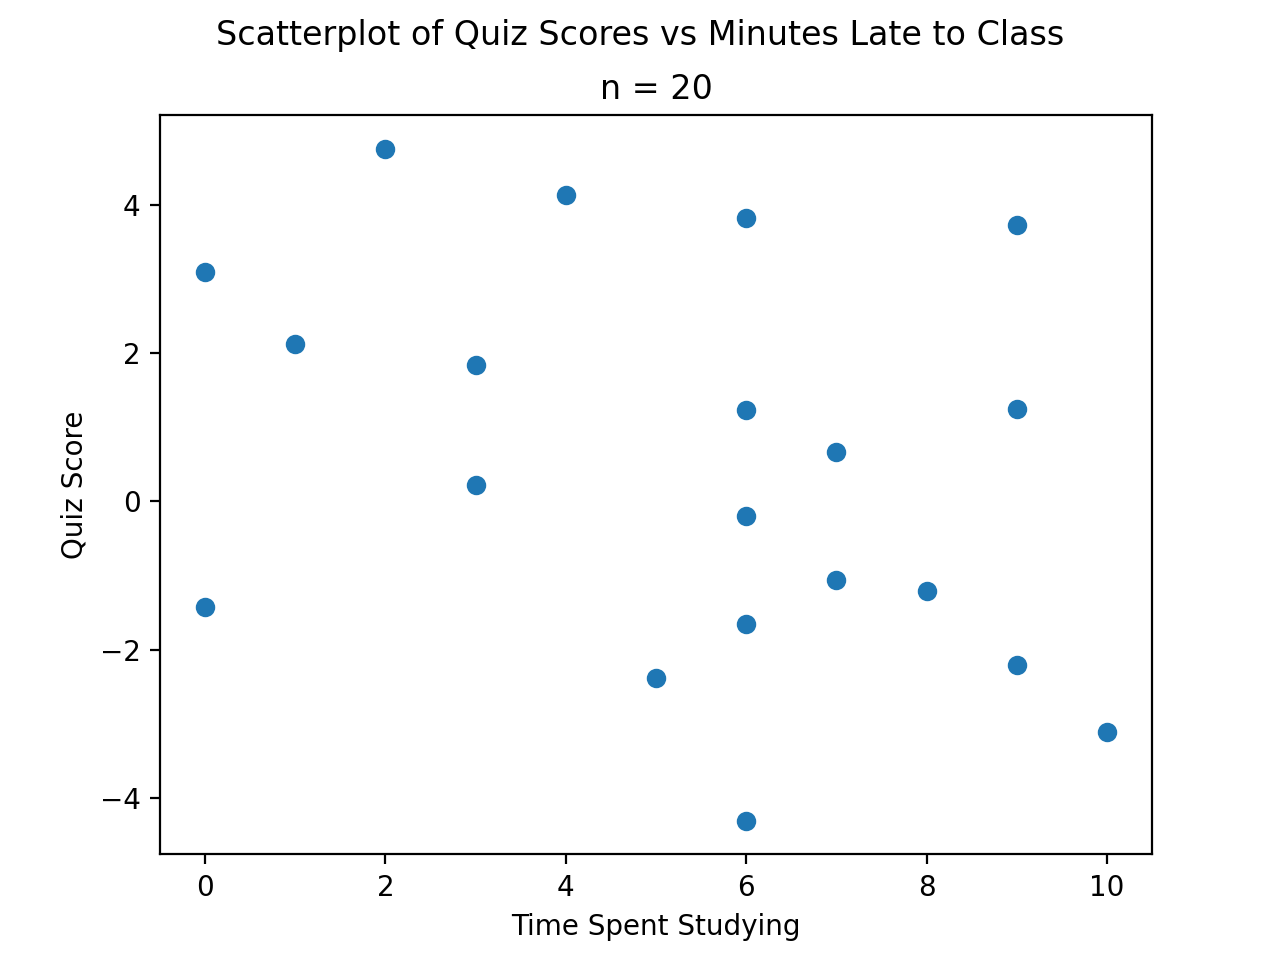 Scatterplot of Quiz Scores vs Minutes Late to Class
n = 20
4
2
0
−2
−4
Quiz Score
0 2 4 6 8 10
Time Spent Studying